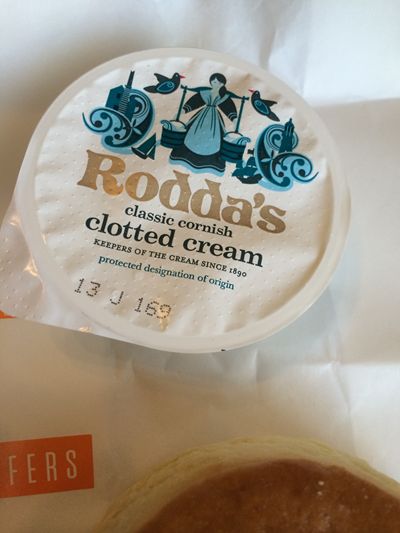 Rodda's
classic cornish
clotted cream
KEEPERS OF THE CREAM SINCE 1890
protected designation of origin
13 J 169
FERS